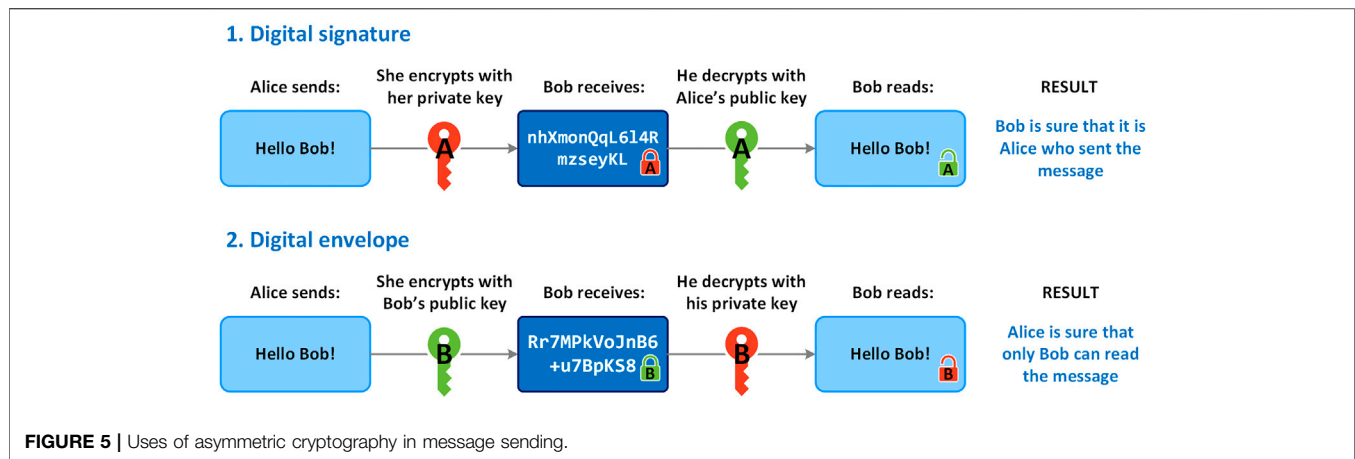 1. Digital signature
Alice sends:
She encrypts with
her private key
Bob receives:
He decrypts with
Alice's public key
Bob reads:
RESULT
Hello Bob!
A
nhXmonQqL6l4R
mzseyKL
A
A
Hello Bob!
A
Bob is sure that it is
Alice who sent the
message
2. Digital envelope
Alice sends:
She encrypts with
Bob's public key
Bob receives:
He decrypts with
his private key
Bob reads:
RESULT
Hello Bob!
B
Rr7MPkVoJnB6
+u7BpKS8
B
B
Hello Bob!
B
Alice is sure that
only Bob can read
the message
FIGURE 5 | Uses of asymmetric cryptography in message sending.